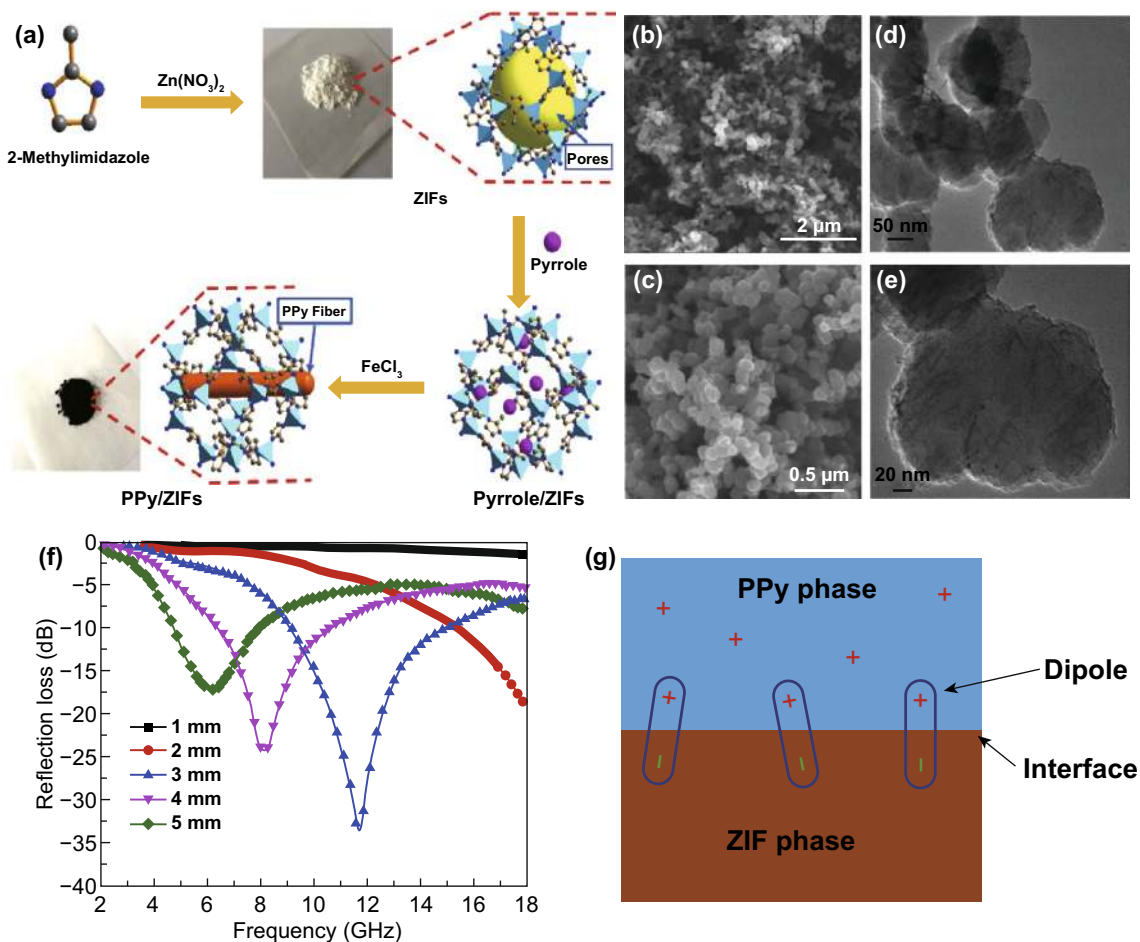 (a)
2-Methylimidazole
Zn(NO₃)₂
Pores
ZIFs
Pyrrole
PPy Fiber
FeCl₃
PPy/ZIFs
Pyrrole/ZIFs
(b)
2 μm
(c)
0.5 μm
(d)
50 nm
(e)
20 nm
(f)
0
−5
−10
−15
−20
−25
−30
−35
−40
Reflection loss (dB)
1 mm
2 mm
3 mm
4 mm
5 mm
2 4 6 8 10 12 14 16 18
Frequency (GHz)
(g)
PPy phase
+
+
+
+
+ + +
− − −
Dipole
Interface
ZIF phase